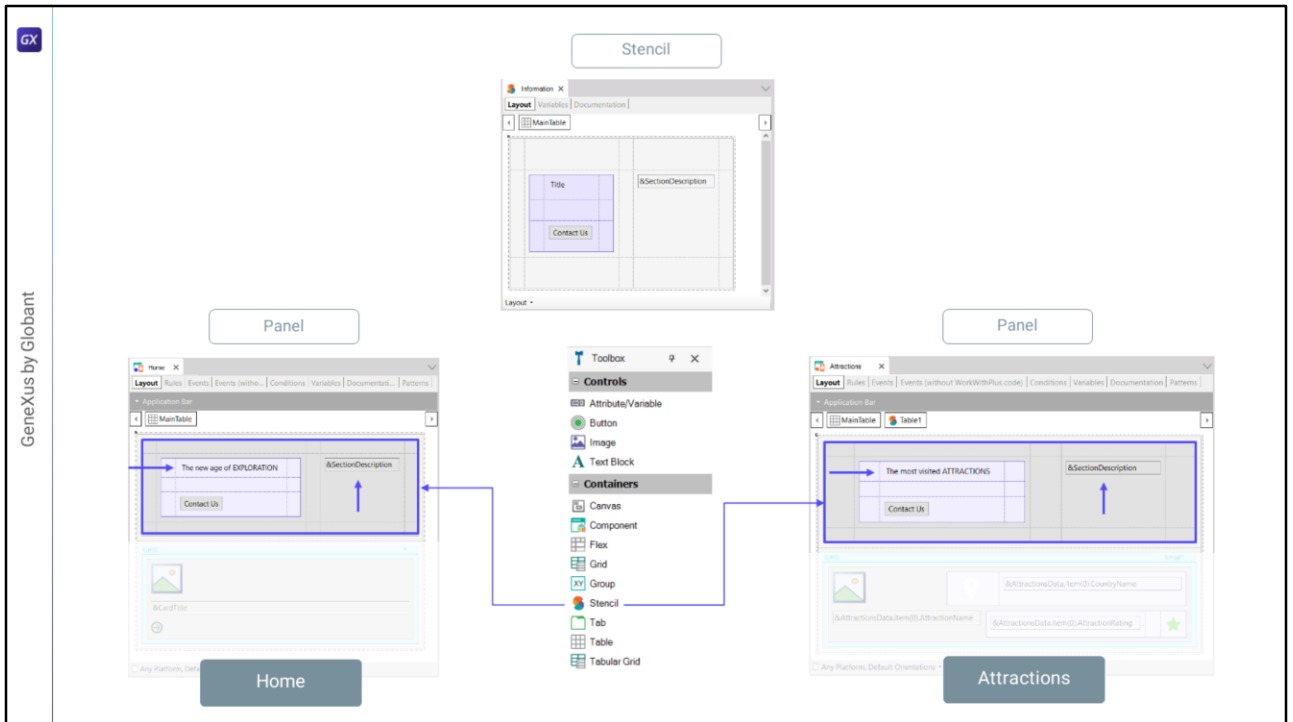 GX
GeneXus by Globant
Stencil
Information X
Layout Variables Documentation
MainTable
Title
&SectionDescription
Contact Us
Layout
Panel
Home X
Layout Rules Events Events (witho... Conditions Variables Documentati... Patterns
Application Bar
MainTable
The new age of EXPLORATION
&SectionDescription
Contact Us
&CardTitle
Any Platform, Defa
Home
Toolbox
Controls
Attribute/Variable
Button
Image
Text Block
Containers
Canvas
Component
Flex
Grid
XY Group
Stencil
Tab
Table
Tabular Grid
Panel
Attractions X
Layout Rules Events Events (without WorkWithPlus code) Conditions Variables Documentation Patterns
Application Bar
MainTable Table1
The most visited ATTRACTIONS
&SectionDescription
Contact Us
&AttractionsData.item(0).CountryName
&AttractionsData.item(0).AttractionName
&AttractionsData.item(0).AttractionRating
Any Platform, Default Orientations
Attractions